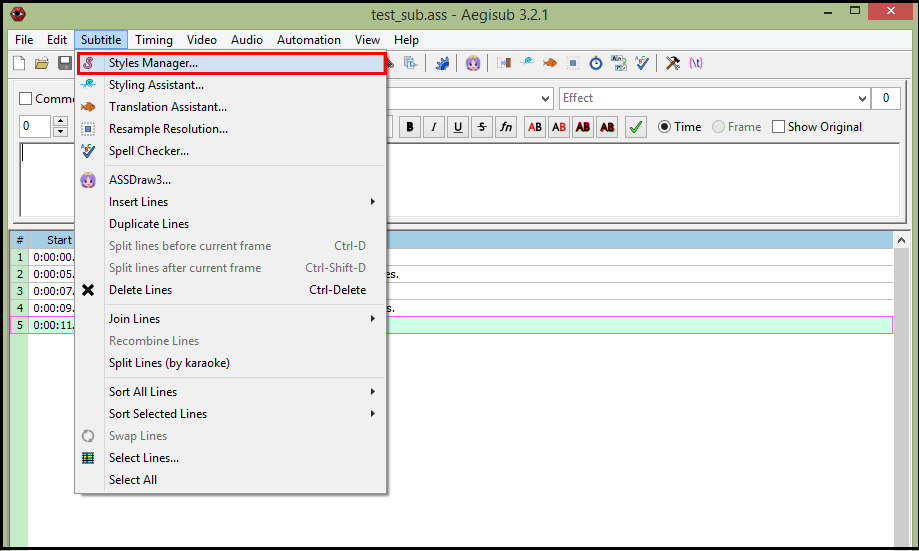 test_sub.ass - Aegisub 3.2.1
File Edit Subtitle Timing Video Audio Automation View Help
Styles Manager...
Styling Assistant...
Translation Assistant...
Resample Resolution...
Spell Checker...
ASSDraw3...
Insert Lines
Duplicate Lines
Split lines before current frame Ctrl-D
Split lines after current frame Ctrl-Shift-D
Delete Lines Ctrl-Delete
Join Lines
Recombine Lines
Split Lines (by karaoke)
Sort All Lines
Sort Selected Lines
Swap Lines
Select Lines...
Select All
{\t}
Comme
Effect 0
0 B I U S fn AB AB AB AB Time Frame Show Original
# Start
1 0:00:00.
2 0:00:05. es.
3 0:00:07.
4 0:00:09. s.
5 0:00:11.